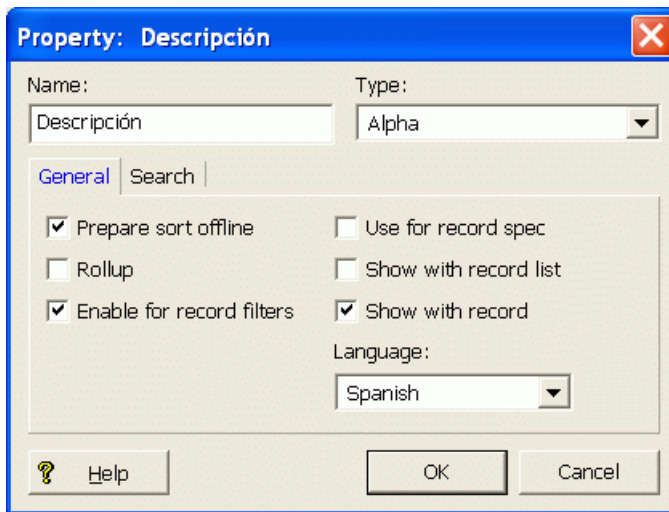 Property: Descripción
Name:
Type:
Descripción
Alpha
General
Search
Prepare sort offline
Use for record spec
Rollup
Show with record list
Enable for record filters
Show with record
Language:
Spanish
? Help
OK
Cancel